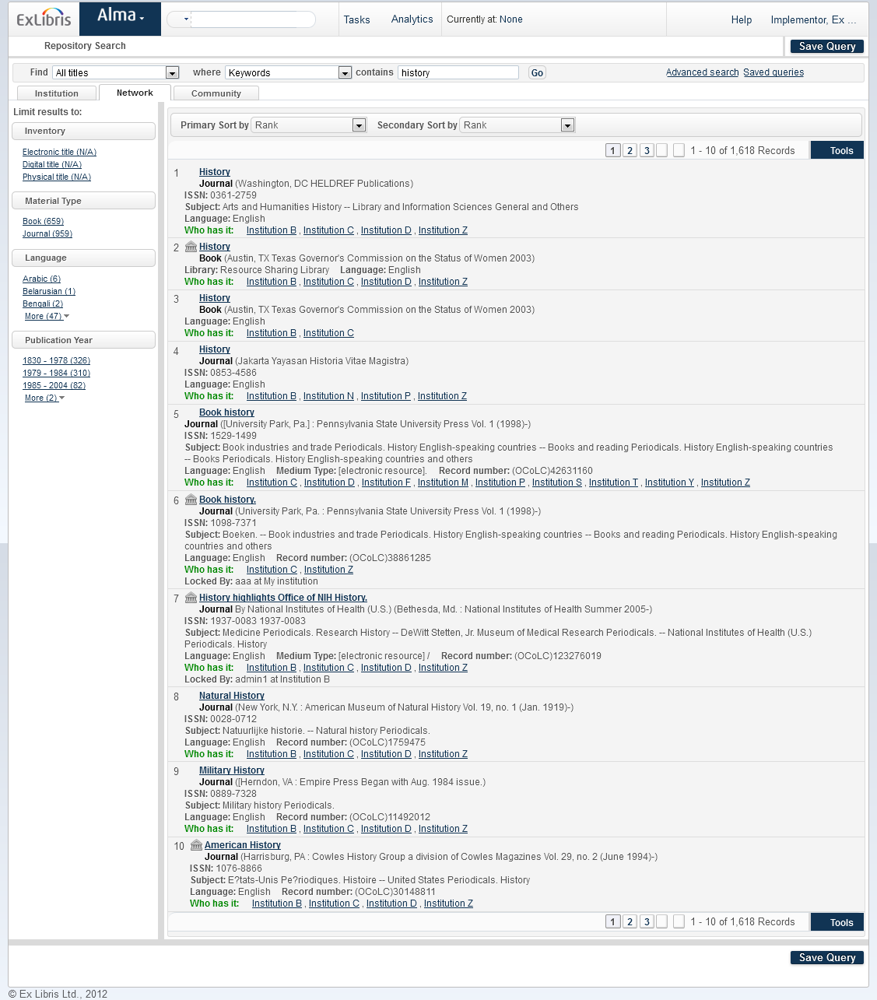 ExLibris Alma Tasks Analytics Currently at: None Help Implementor, Ex ...
Repository Search Save Query
Find All titles where Keywords contains history Go Advanced search Saved queries
Institution Network Community
Limit results to:
Inventory
Electronic title (N/A)
Digital title (N/A)
Physical title (N/A)
Material Type
Book (659)
Journal (959)
Language
Arabic (6)
Belarusian (1)
Bengali (2)
More (47)
Publication Year
1830 - 1978 (326)
1979 - 1984 (310)
1985 - 2004 (82)
More (2)
Primary Sort by Rank Secondary Sort by Rank
1 2 3 1 - 10 of 1,618 Records Tools
1 History
Journal (Washington, DC HELDREF Publications)
ISSN: 0361-2759
Subject: Arts and Humanities History -- Library and Information Sciences General and Others
Language: English
Who has it: Institution B , Institution C , Institution D , Institution Z
2 History
Book (Austin, TX Texas Governor's Commission on the Status of Women 2003)
Library: Resource Sharing Library Language: English
Who has it: Institution B , Institution C , Institution D , Institution Z
3 History
Book (Austin, TX Texas Governor's Commission on the Status of Women 2003)
Language: English
Who has it: Institution B , Institution C
4 History
Journal (Jakarta Yayasan Historia Vitae Magistra)
ISSN: 0853-4586
Language: English
Who has it: Institution B , Institution N , Institution P , Institution Z
5 Book history
Journal ([University Park, Pa.] : Pennsylvania State University Press Vol. 1 (1998)-)
ISSN: 1529-1499
Subject: Book industries and trade Periodicals. History English-speaking countries -- Books and reading Periodicals. History English-speaking countries
-- Books Periodicals. History English-speaking countries and others
Language: English Medium Type: [electronic resource]. Record number: (OCoLC)42631160
Who has it: Institution C , Institution D , Institution F , Institution M , Institution P , Institution S , Institution T , Institution Y , Institution Z
6 Book history.
Journal (University Park, Pa. : Pennsylvania State University Press Vol. 1 (1998)-)
ISSN: 1098-7371
Subject: Boeken. -- Book industries and trade Periodicals. History English-speaking countries -- Books and reading Periodicals. History English-speaking
countries and others
Language: English Record number: (OCoLC)38861285
Who has it: Institution C , Institution Z
Locked By: aaa at My institution
7 History highlights Office of NIH History.
Journal By National Institutes of Health (U.S.) (Bethesda, Md. : National Institutes of Health Summer 2005-)
ISSN: 1937-0083 1937-0083
Subject: Medicine Periodicals. Research History -- DeWitt Stetten, Jr. Museum of Medical Research Periodicals. -- National Institutes of Health (U.S.)
Periodicals. History
Language: English Medium Type: [electronic resource] / Record number: (OCoLC)123276019
Who has it: Institution B , Institution C , Institution D , Institution Z
Locked By: admin1 at Institution B
8 Natural History
Journal (New York, N.Y. : American Museum of Natural History Vol. 19, no. 1 (Jan. 1919)-)
ISSN: 0028-0712
Subject: Natuurlijke historie. -- Natural history Periodicals.
Language: English Record number: (OCoLC)1759475
Who has it: Institution B , Institution C , Institution D , Institution Z
9 Military History
Journal ([Herndon, VA : Empire Press Began with Aug. 1984 issue.)
ISSN: 0889-7328
Subject: Military history Periodicals.
Language: English Record number: (OCoLC)11492012
Who has it: Institution B , Institution C , Institution D , Institution Z
10 American History
Journal (Harrisburg, PA : Cowles History Group a division of Cowles Magazines Vol. 29, no. 2 (June 1994)-)
ISSN: 1076-8866
Subject: E?tats-Unis Pe?riodiques. Histoire -- United States Periodicals. History
Language: English Record number: (OCoLC)30148811
Who has it: Institution B , Institution C , Institution D , Institution Z
1 2 3 1 - 10 of 1,618 Records Tools
Save Query
© Ex Libris Ltd., 2012